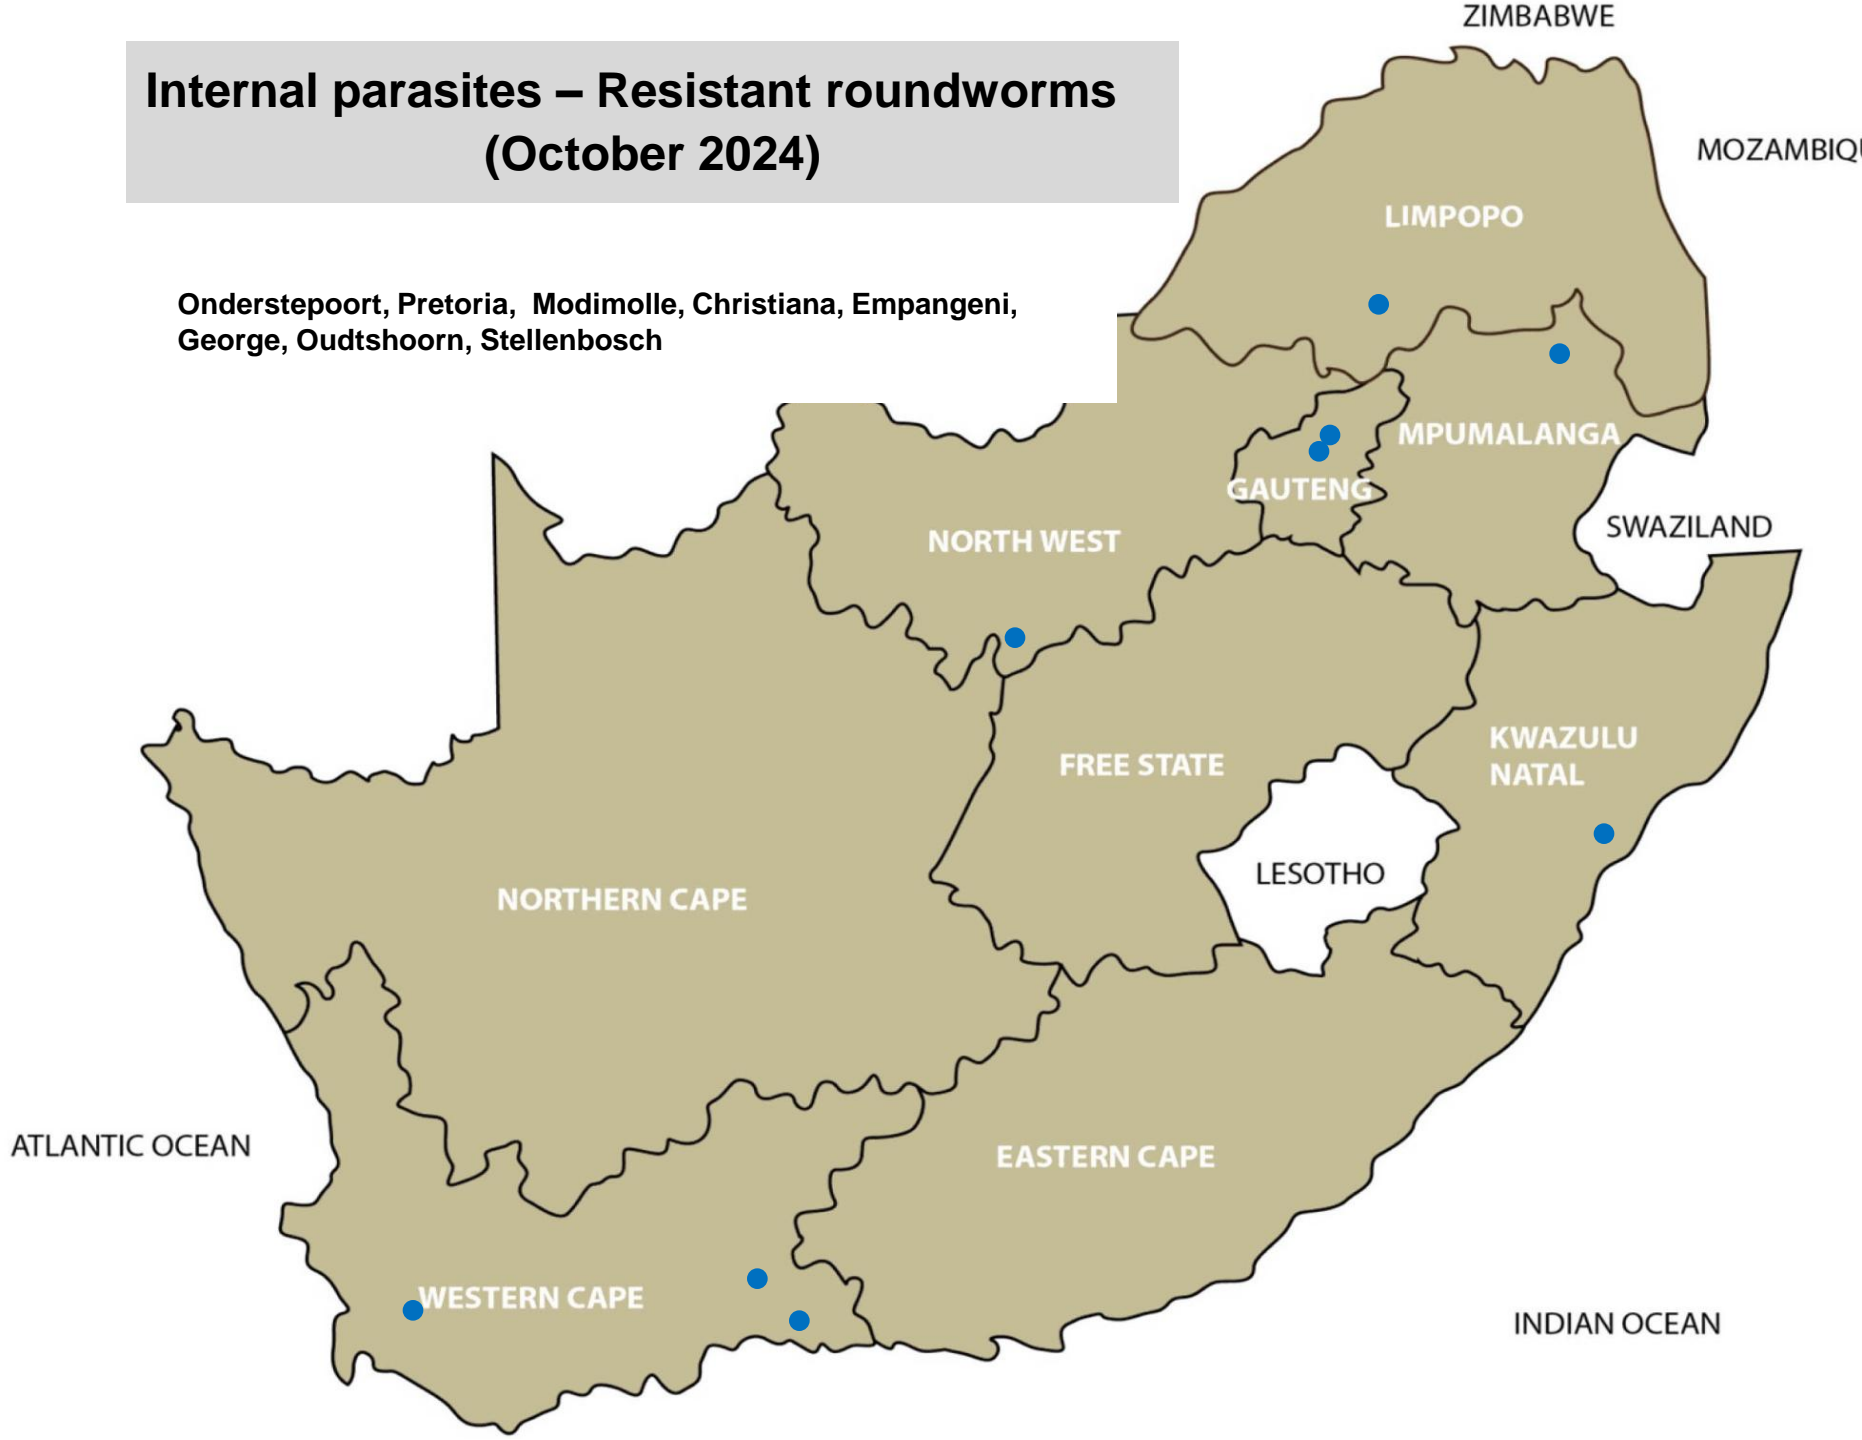 ZIMBABWE
Internal parasites – Resistant roundworms
(October 2024)
MOZAMBIQU
LIMPOPO
Onderstepoort, Pretoria,  Modimolle, Christiana, Empangeni,
George, Oudtshoorn, Stellenbosch
MPUMALANGA
GAUTENG
SWAZILAND
NORTH WEST
KWAZULU
NATAL
FREE STATE
LESOTHO
NORTHERN CAPE
ATLANTIC OCEAN
EASTERN CAPE
WESTERN CAPE
INDIAN OCEAN